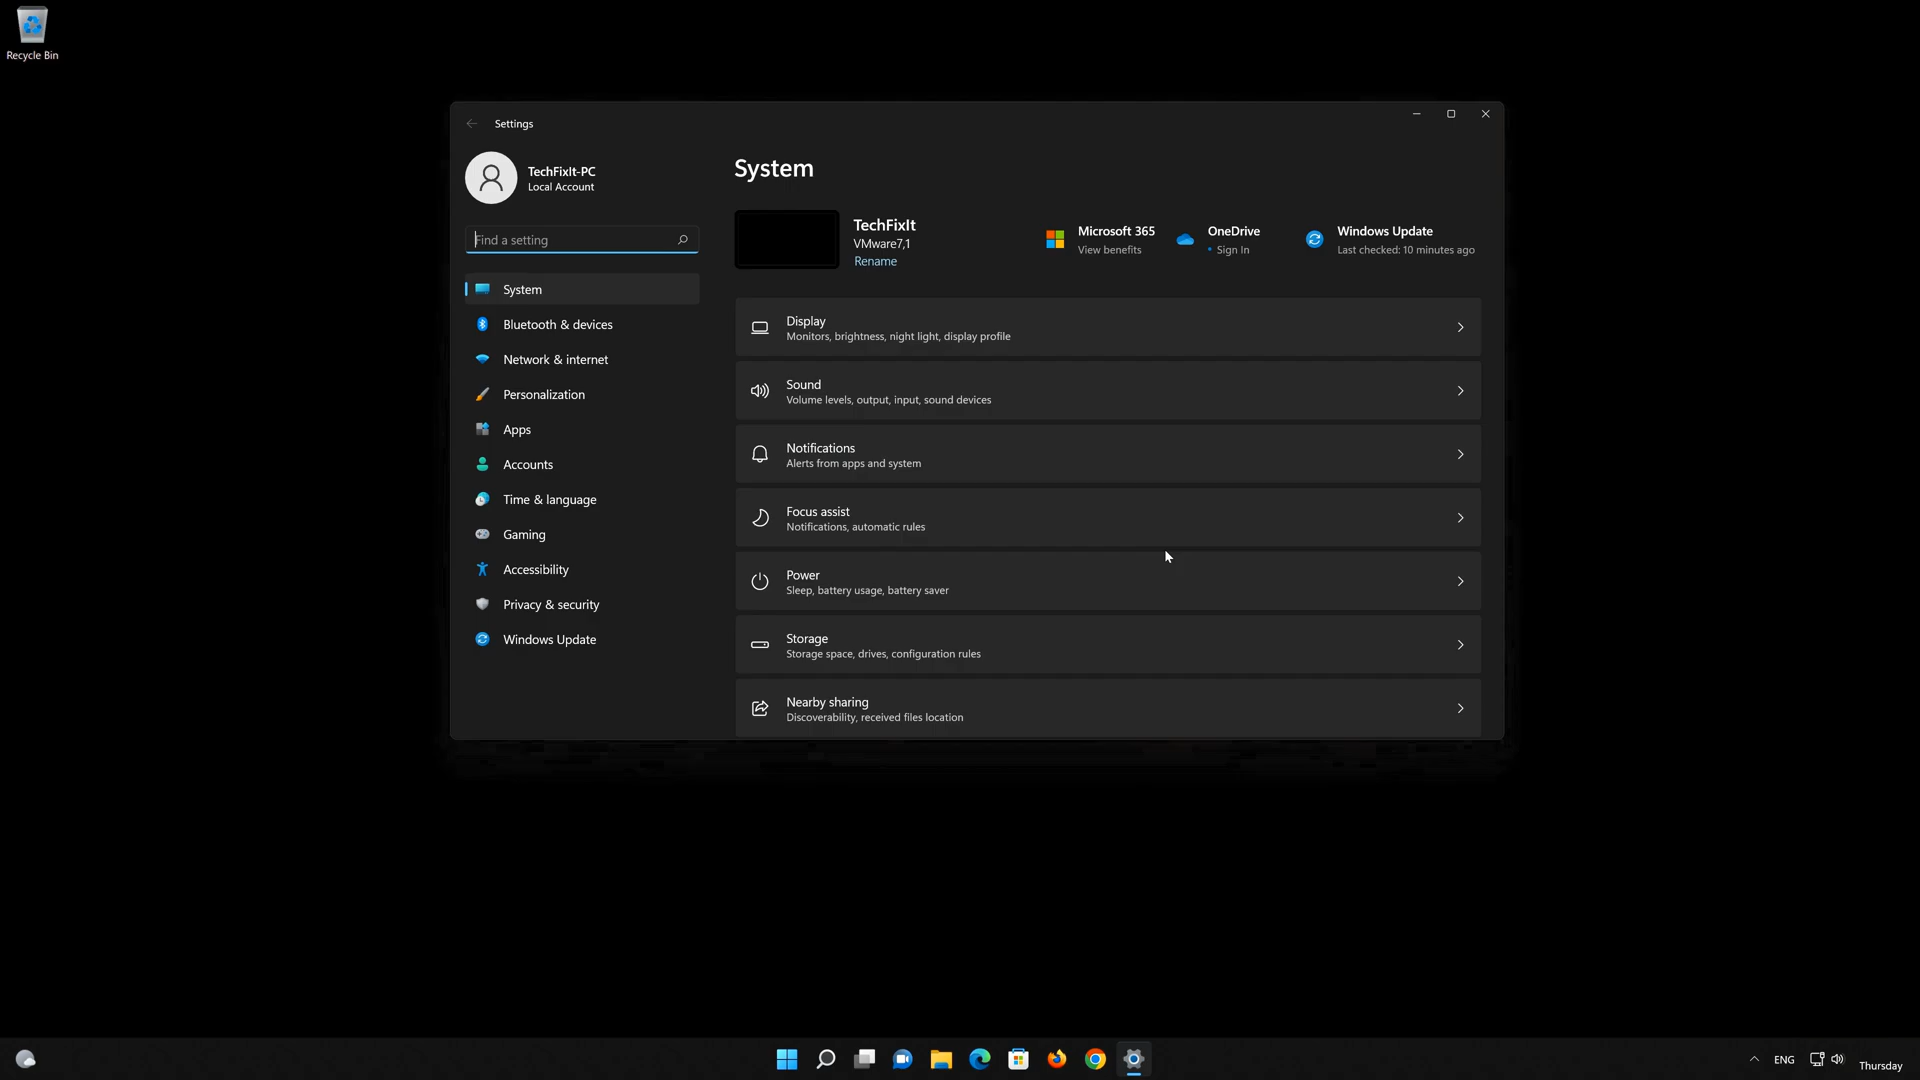 Recycle Bin
Settings
TechFixIt-PC
Local Account
Find a setting
System
Bluetooth & devices
Network & internet
Personalization
Apps
Accounts
Time & language
Gaming
Accessibility
Privacy & security
Windows Update
System
TechFixIt
VMware7,1
Rename
Microsoft 365
View benefits
OneDrive
• Sign In
Windows Update
Last checked: 10 minutes ago
Display
Monitors, brightness, night light, display profile
Sound
Volume levels, output, input, sound devices
Notifications
Alerts from apps and system
Focus assist
Notifications, automatic rules
Power
Sleep, battery usage, battery saver
Storage
Storage space, drives, configuration rules
Nearby sharing
Discoverability, received files location
ENG
Thursday